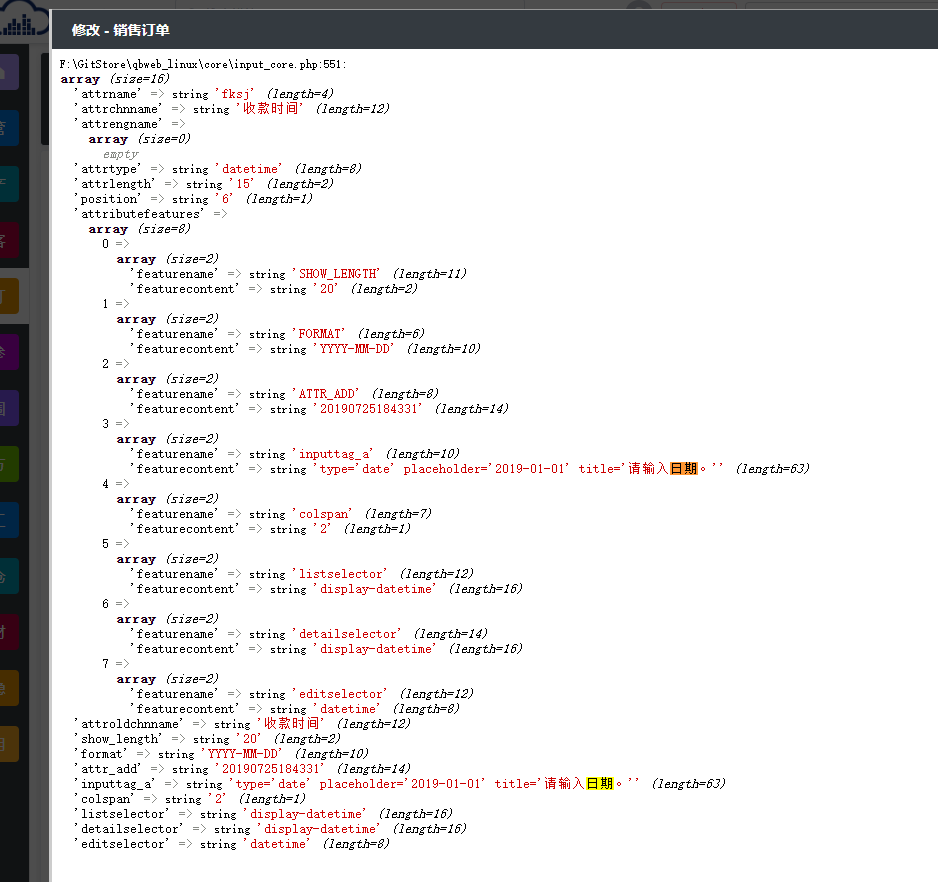 修改 - 销售订单
F:\GitStore\qbweb_linux\core\input_core.php:551:
array (size=16)
'attrname' => string 'fksj' (length=4)
'attrchnname' => string '收款时间' (length=12)
'attrengname' =>
array (size=0)
empty
'attrtype' => string 'datetime' (length=8)
'attrlength' => string '15' (length=2)
'position' => string '6' (length=1)
'attributefeatures' =>
array (size=8)
0 =>
array (size=2)
'featurename' => string 'SHOW_LENGTH' (length=11)
'featurecontent' => string '20' (length=2)
1 =>
array (size=2)
'featurename' => string 'FORMAT' (length=6)
'featurecontent' => string 'YYYY-MM-DD' (length=10)
2 =>
array (size=2)
'featurename' => string 'ATTR_ADD' (length=8)
'featurecontent' => string '20190725184331' (length=14)
3 =>
array (size=2)
'featurename' => string 'inputtag_a' (length=10)
'featurecontent' => string 'type='date' placeholder='2019-01-01' title='请输入日期。'' (length=63)
4 =>
array (size=2)
'featurename' => string 'colspan' (length=7)
'featurecontent' => string '2' (length=1)
5 =>
array (size=2)
'featurename' => string 'listselector' (length=12)
'featurecontent' => string 'display-datetime' (length=16)
6 =>
array (size=2)
'featurename' => string 'detailselector' (length=14)
'featurecontent' => string 'display-datetime' (length=16)
7 =>
array (size=2)
'featurename' => string 'editselector' (length=12)
'featurecontent' => string 'datetime' (length=8)
'attroldchnname' => string '收款时间' (length=12)
'show_length' => string '20' (length=2)
'format' => string 'YYYY-MM-DD' (length=10)
'attr_add' => string '20190725184331' (length=14)
'inputtag_a' => string 'type='date' placeholder='2019-01-01' title='请输入日期。'' (length=63)
'colspan' => string '2' (length=1)
'listselector' => string 'display-datetime' (length=16)
'detailselector' => string 'display-datetime' (length=16)
'editselector' => string 'datetime' (length=8)